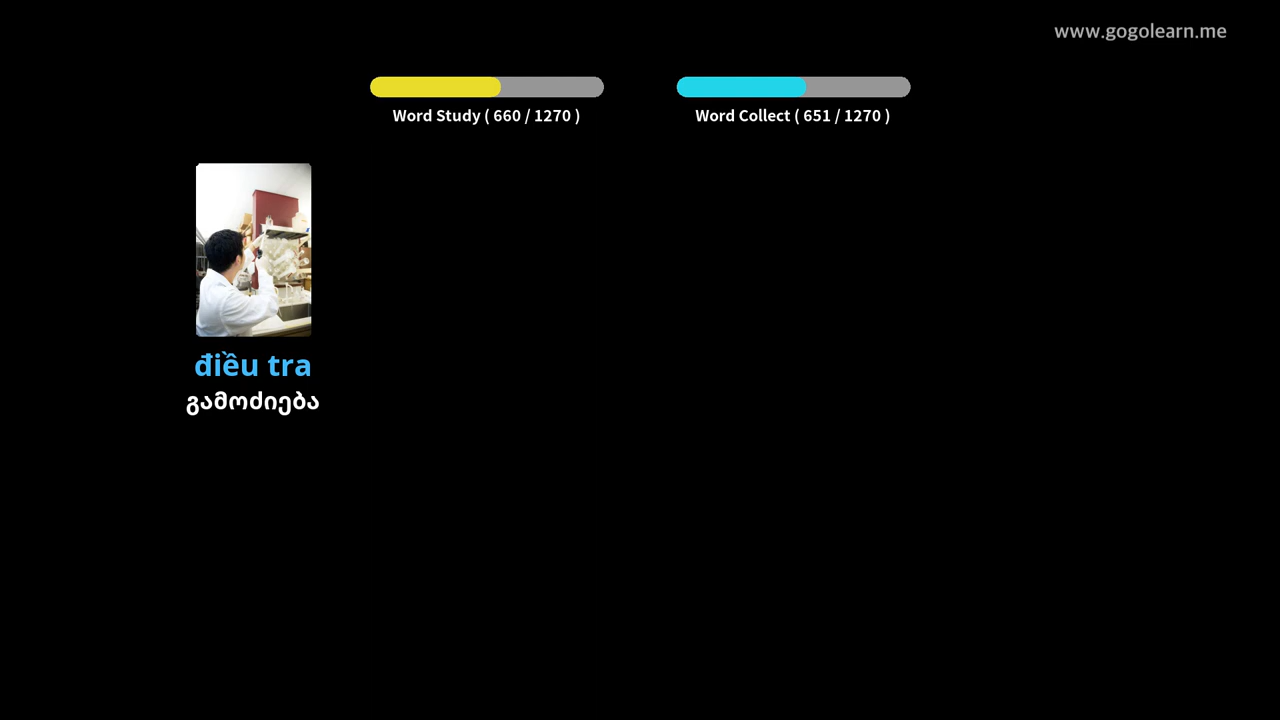 www.gogolearn.me
Word Study ( 660 / 1270 )
Word Collect ( 651 / 1270 )
điều tra
გამოძიება